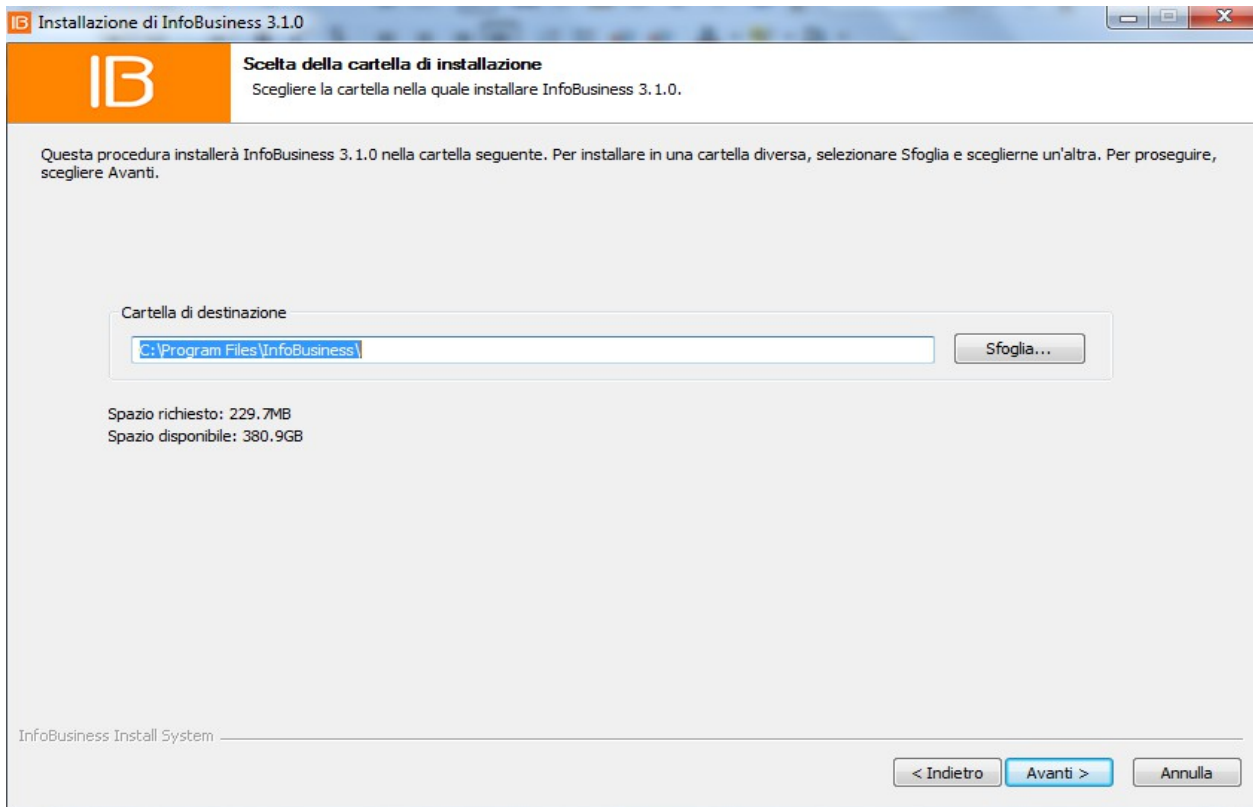 IB Installazione di InfoBusiness 3.1.0
IB
Scelta della cartella di installazione
Scegliere la cartella nella quale installare InfoBusiness 3.1.0.
Questa procedura installerà InfoBusiness 3.1.0 nella cartella seguente. Per installare in una cartella diversa, selezionare Sfoglia e sceglierne un'altra. Per proseguire,
scegliere Avanti.
Cartella di destinazione
C:\Program Files\InfoBusiness\
Sfoglia...
Spazio richiesto: 229.7MB
Spazio disponibile: 380.9GB
InfoBusiness Install System
< Indietro
Avanti >
Annulla